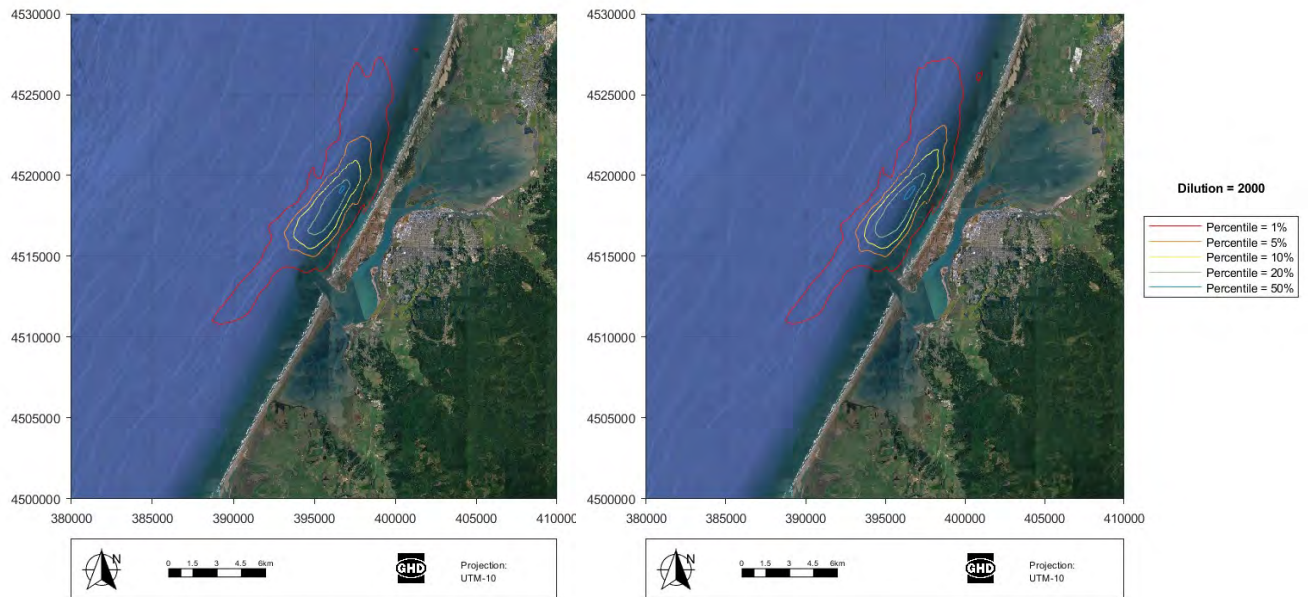 4530000
4525000
4520000
4515000
4510000
4505000
4500000
380000 385000 390000 395000 400000 405000 410000
N
0 1.5 3 4.5 6km
GHD
Projection:
UTM-10
4530000
4525000
4520000
4515000
4510000
4505000
4500000
380000 385000 390000 395000 400000 405000 410000
N
0 1.5 3 4.5 6km
GHD
Projection:
UTM-10
Dilution = 2000
Percentile = 1%
Percentile = 5%
Percentile = 10%
Percentile = 20%
Percentile = 50%